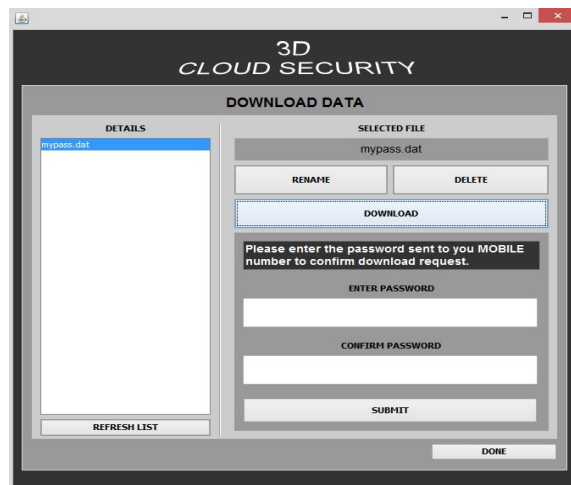 3D
CLOUD SECURITY
DOWNLOAD DATA
DETAILS
mypass.dat
REFRESH LIST
SELECTED FILE
mypass.dat
RENAME
DELETE
DOWNLOAD
Please enter the password sent to you MOBILE
number to confirm download request.
ENTER PASSWORD
CONFIRM PASSWORD
SUBMIT
DONE